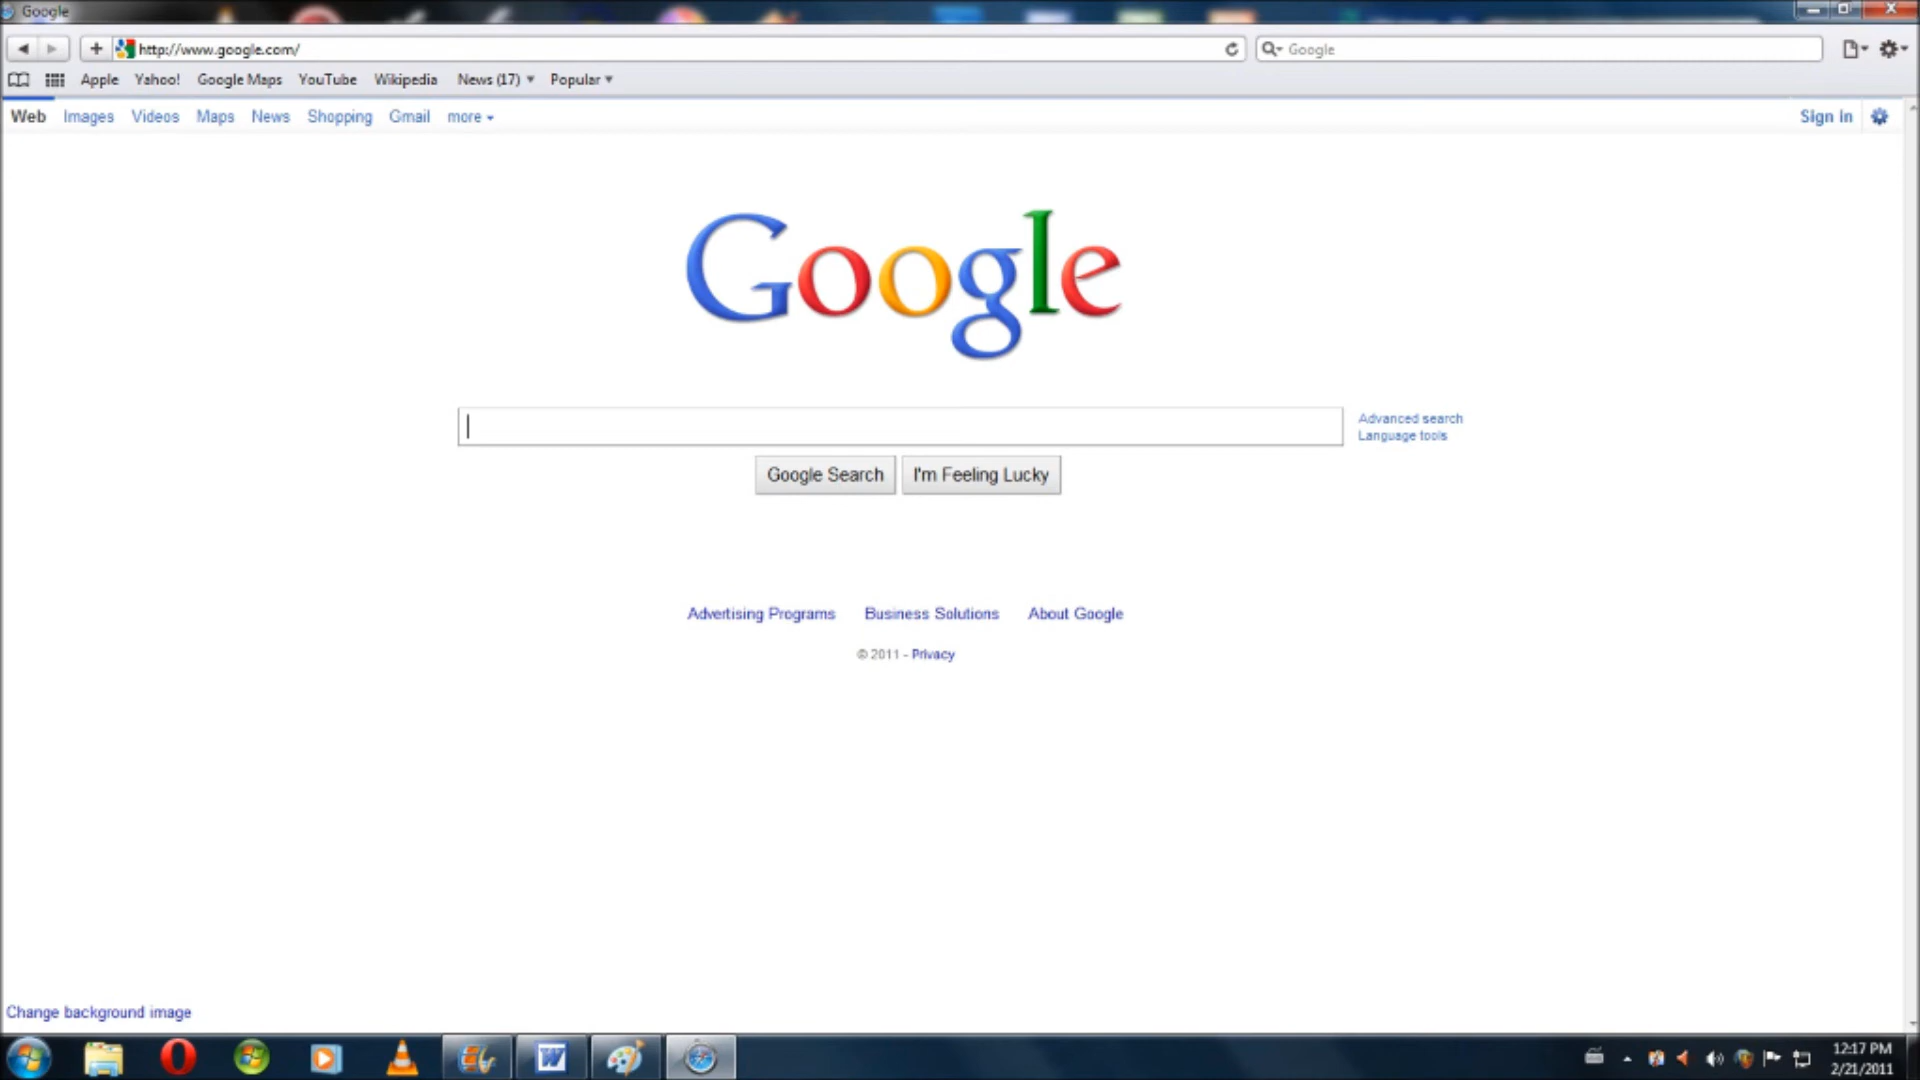 Google
http://www.google.com/
Google
Apple Yahoo! Google Maps YouTube Wikipedia News (17) Popular
Web Images Videos Maps News Shopping Gmail more
Sign in
Google
Advanced search
Language tools
Google Search I'm Feeling Lucky
Advertising Programs Business Solutions About Google
© 2011 - Privacy
Change background image
12:17 PM
2/21/2011